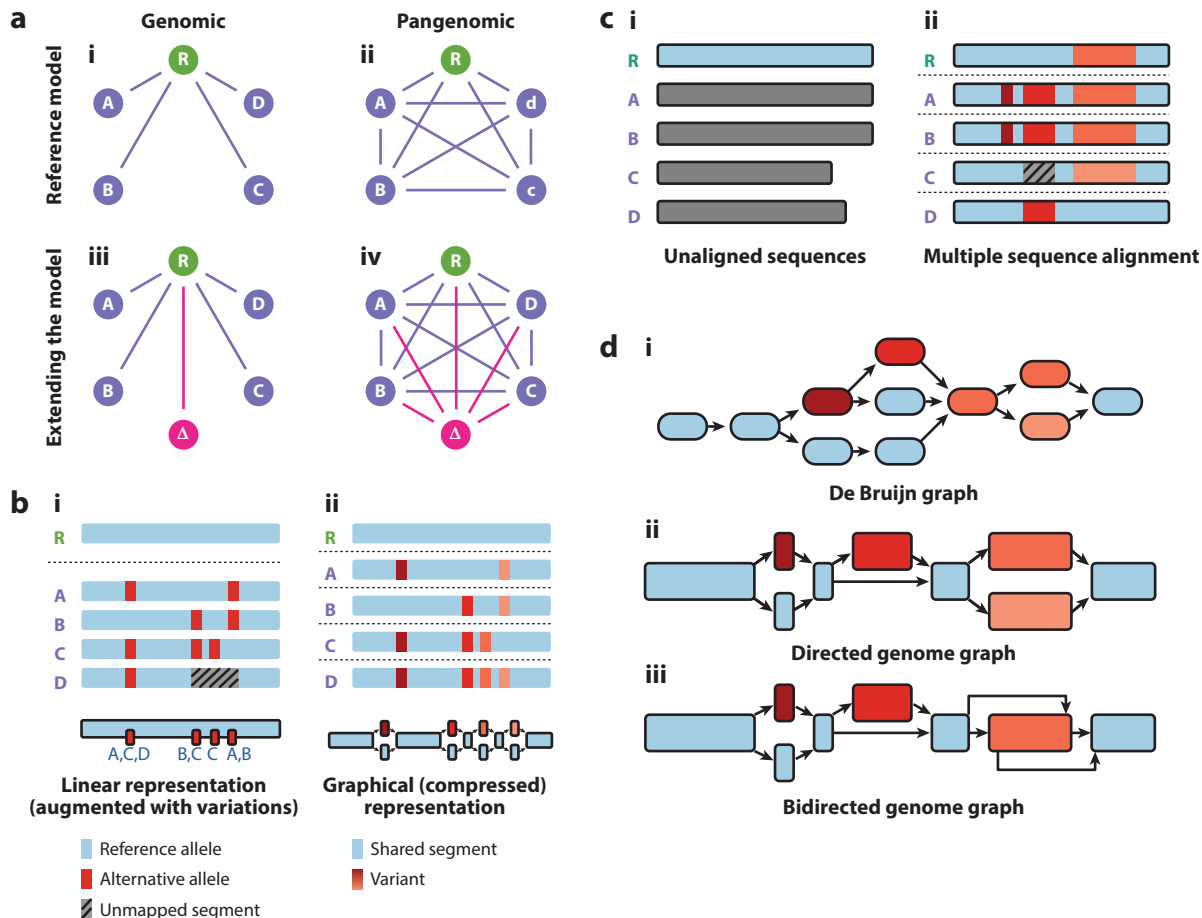 a
Genomic
Pangenomic
Reference model
i
R
A
D
B
C
ii
R
A
d
B
c
Extending the model
iii
R
A
D
B
C
Δ
iv
R
A
D
B
C
Δ
b
i
R
A
B
C
D
A,C,D
B,C
C
A,B
Linear representation
(augmented with variations)
Reference allele
Alternative allele
Unmapped segment
ii
R
A
B
C
D
Graphical (compressed)
representation
Shared segment
Variant
c
i
R
A
B
C
D
Unaligned sequences
ii
R
A
B
C
D
Multiple sequence alignment
d
i
De Bruijn graph
ii
Directed genome graph
iii
Bidirected genome graph